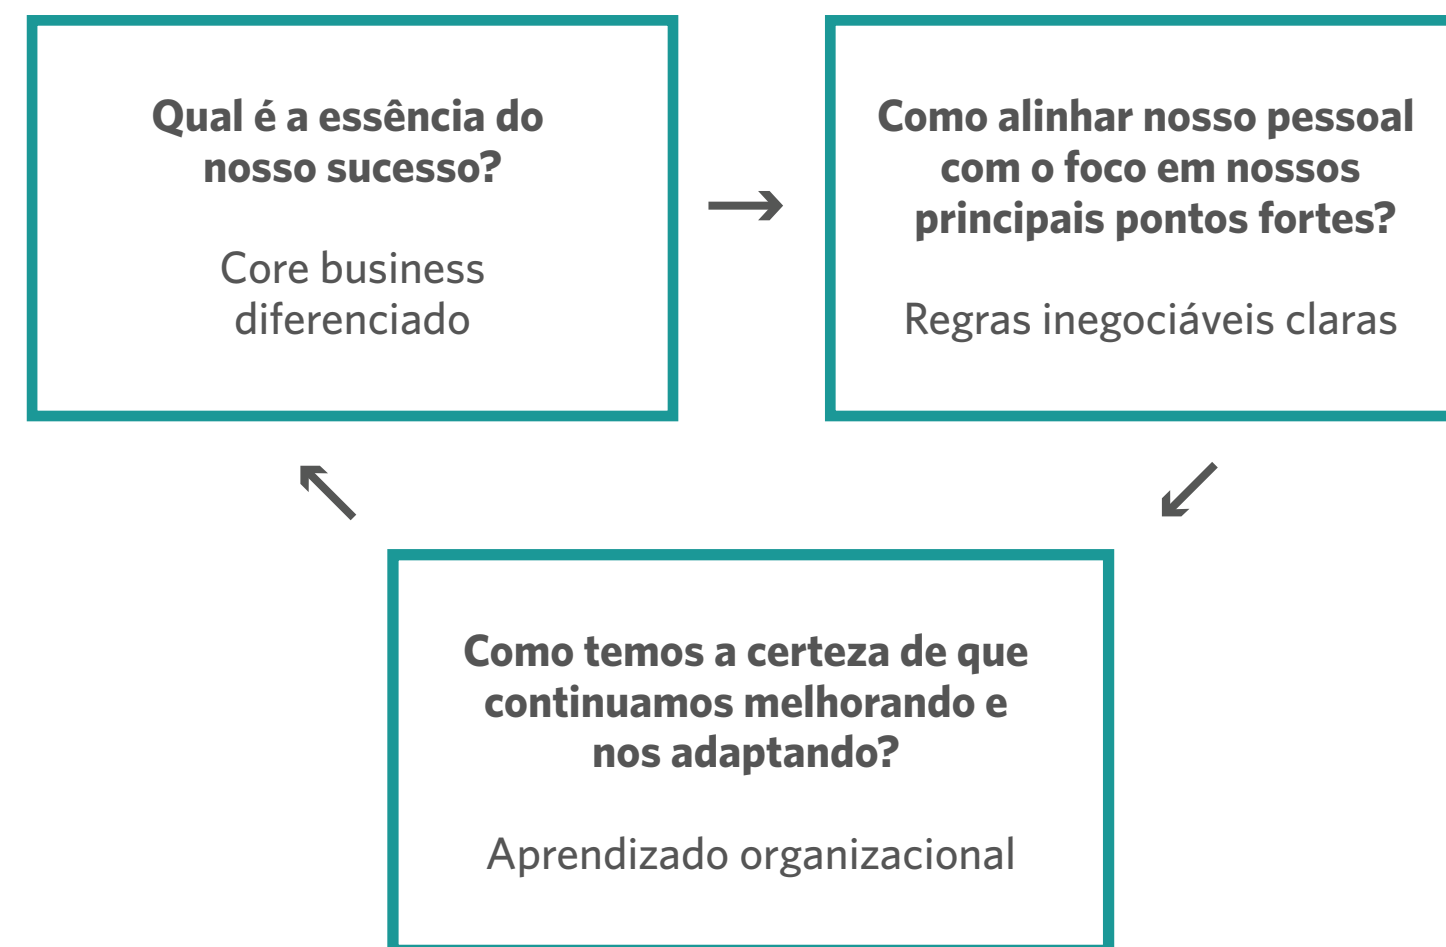 Qual é a essência do
nosso sucesso?
Core business
diferenciado
Como alinhar nosso pessoal
com o foco em nossos
principais pontos fortes?
Regras inegociáveis claras
Como temos a certeza de que
continuamos melhorando e
nos adaptando?
Aprendizado organizacional